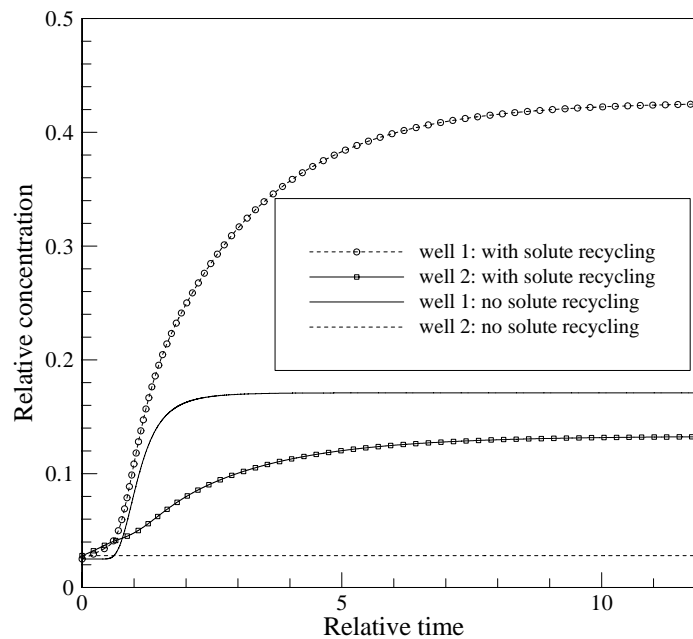 0.5
0.4
0.3
0.2
0.1
0
Relative concentration
well 1: with solute recycling
well 2: with solute recycling
well 1: no solute recycling
well 2: no solute recycling
0 5 10
Relative time